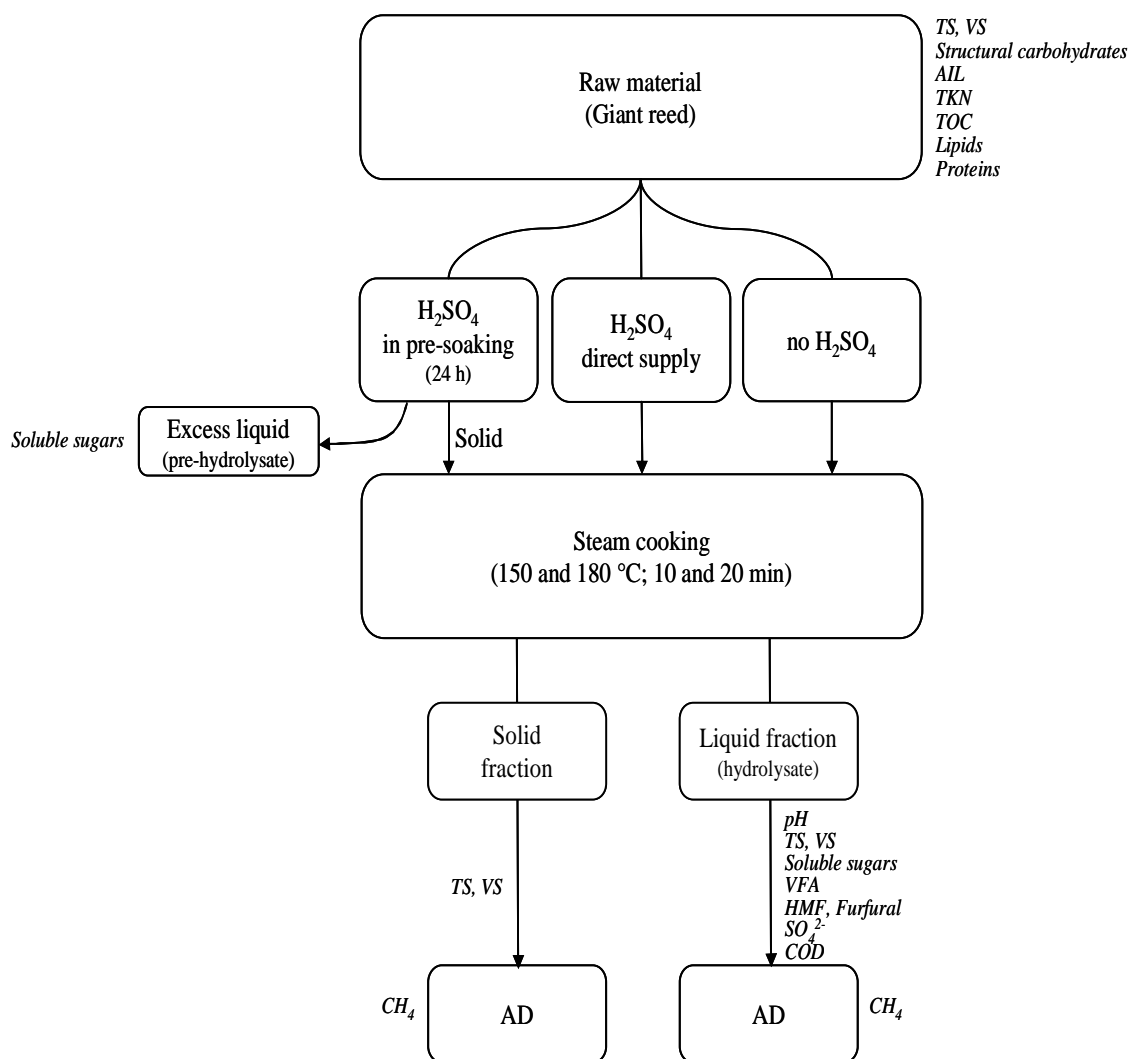 Raw material
(Giant reed)
TS, VS
Structural carbohydrates
AIL
TKN
TOC
Lipids
Proteins
H₂SO₄
in pre-soaking
(24 h)
H₂SO₄
direct supply
no H₂SO₄
Soluble sugars
Excess liquid
(pre-hydrolysate)
Solid
Steam cooking
(150 and 180 °C; 10 and 20 min)
Solid
fraction
Liquid fraction
(hydrolysate)
TS, VS
pH
TS, VS
Soluble sugars
VFA
HMF, Furfural
SO₄²⁻
COD
CH₄
AD
AD
CH₄